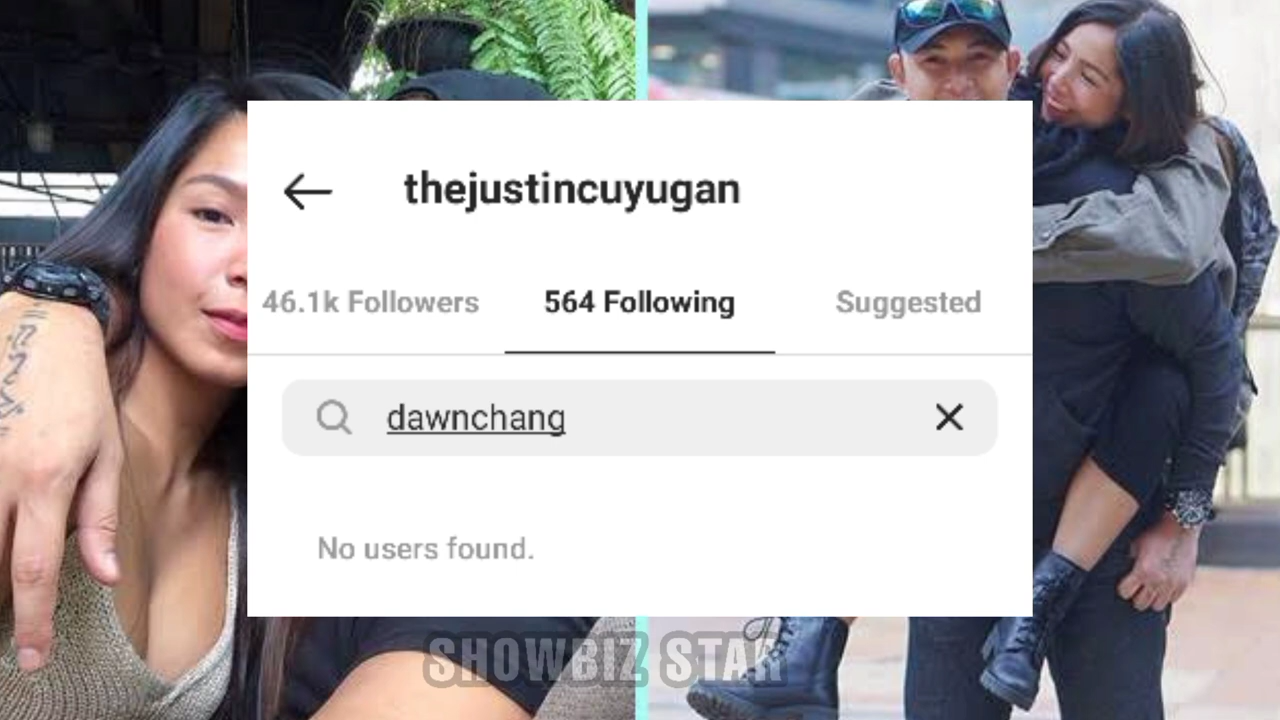 thejustincuyugan
46.1k Followers 564 Following Suggested
dawnchang
No users found.
SHOWBIZ STAR